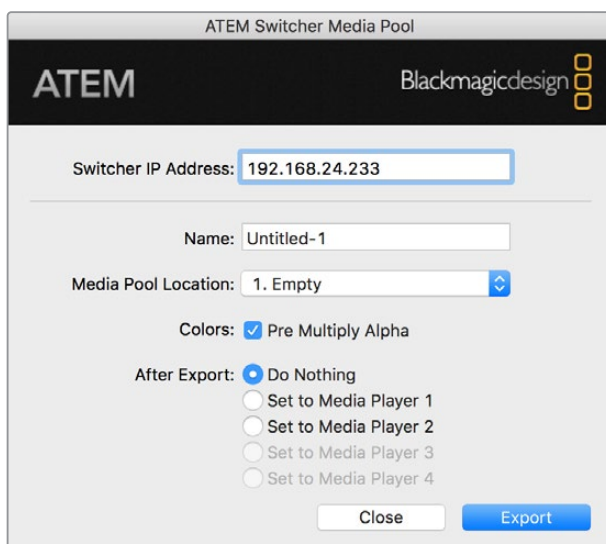 ATEM Switcher Media Pool
ATEM Blackmagicdesign
Switcher IP Address: 192.168.24.233
Name: Untitled-1
Media Pool Location: 1. Empty
Colors: Pre Multiply Alpha
After Export: Do Nothing
Set to Media Player 1
Set to Media Player 2
Set to Media Player 3
Set to Media Player 4
Close Export